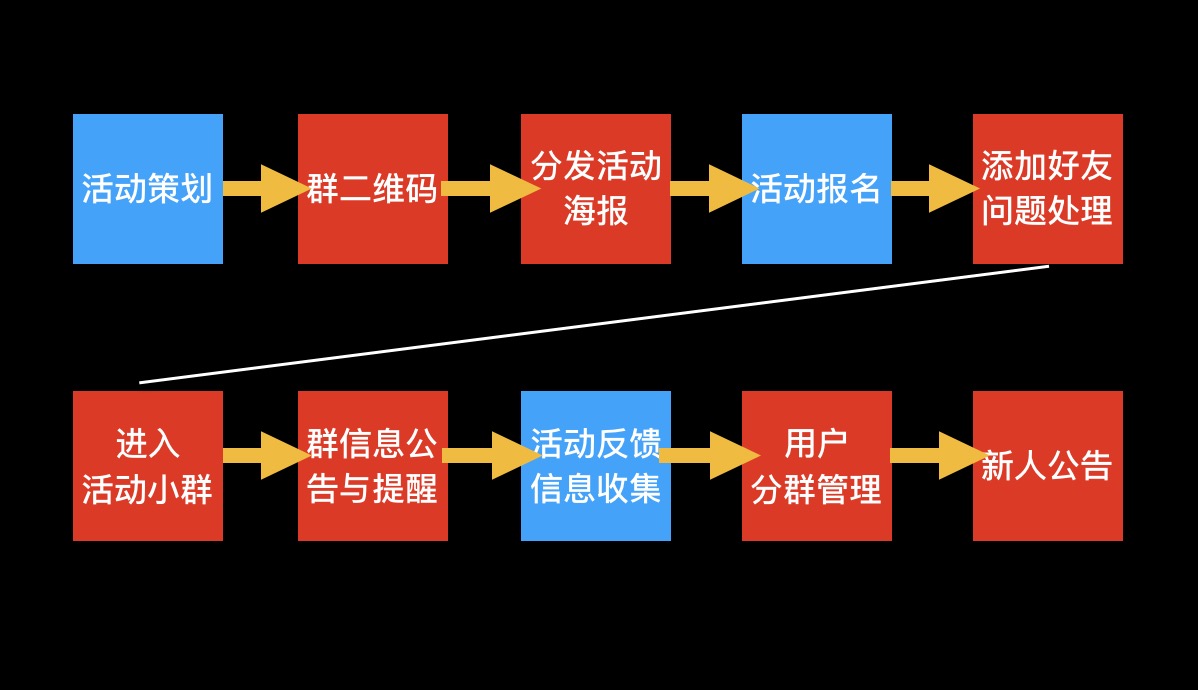 活动策划
群二维码
分发活动
海报
活动报名
添加好友
问题处理
进入
活动小群
群信息公
告与提醒
活动反馈
信息收集
用户
分群管理
新人公告